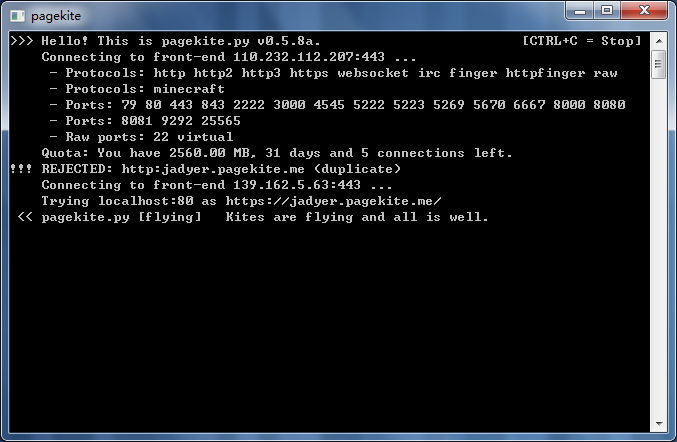 pagekite
>>> Hello! This is pagekite.py v0.5.8a. [CTRL+C = Stop]
Connecting to front-end 110.232.112.207:443 ...
- Protocols: http http2 http3 https websocket irc finger httpfinger raw
- Protocols: minecraft
- Ports: 79 80 443 843 2222 3000 4545 5222 5223 5269 5670 6667 8000 8080
- Ports: 8081 9292 25565
- Raw ports: 22 virtual
Quota: You have 2560.00 MB, 31 days and 5 connections left.
!!! REJECTED: http:jadyer.pagekite.me (duplicate)
Connecting to front-end 139.162.5.63:443 ...
Trying localhost:80 as https://jadyer.pagekite.me/
<< pagekite.py [flying] Kites are flying and all is well.